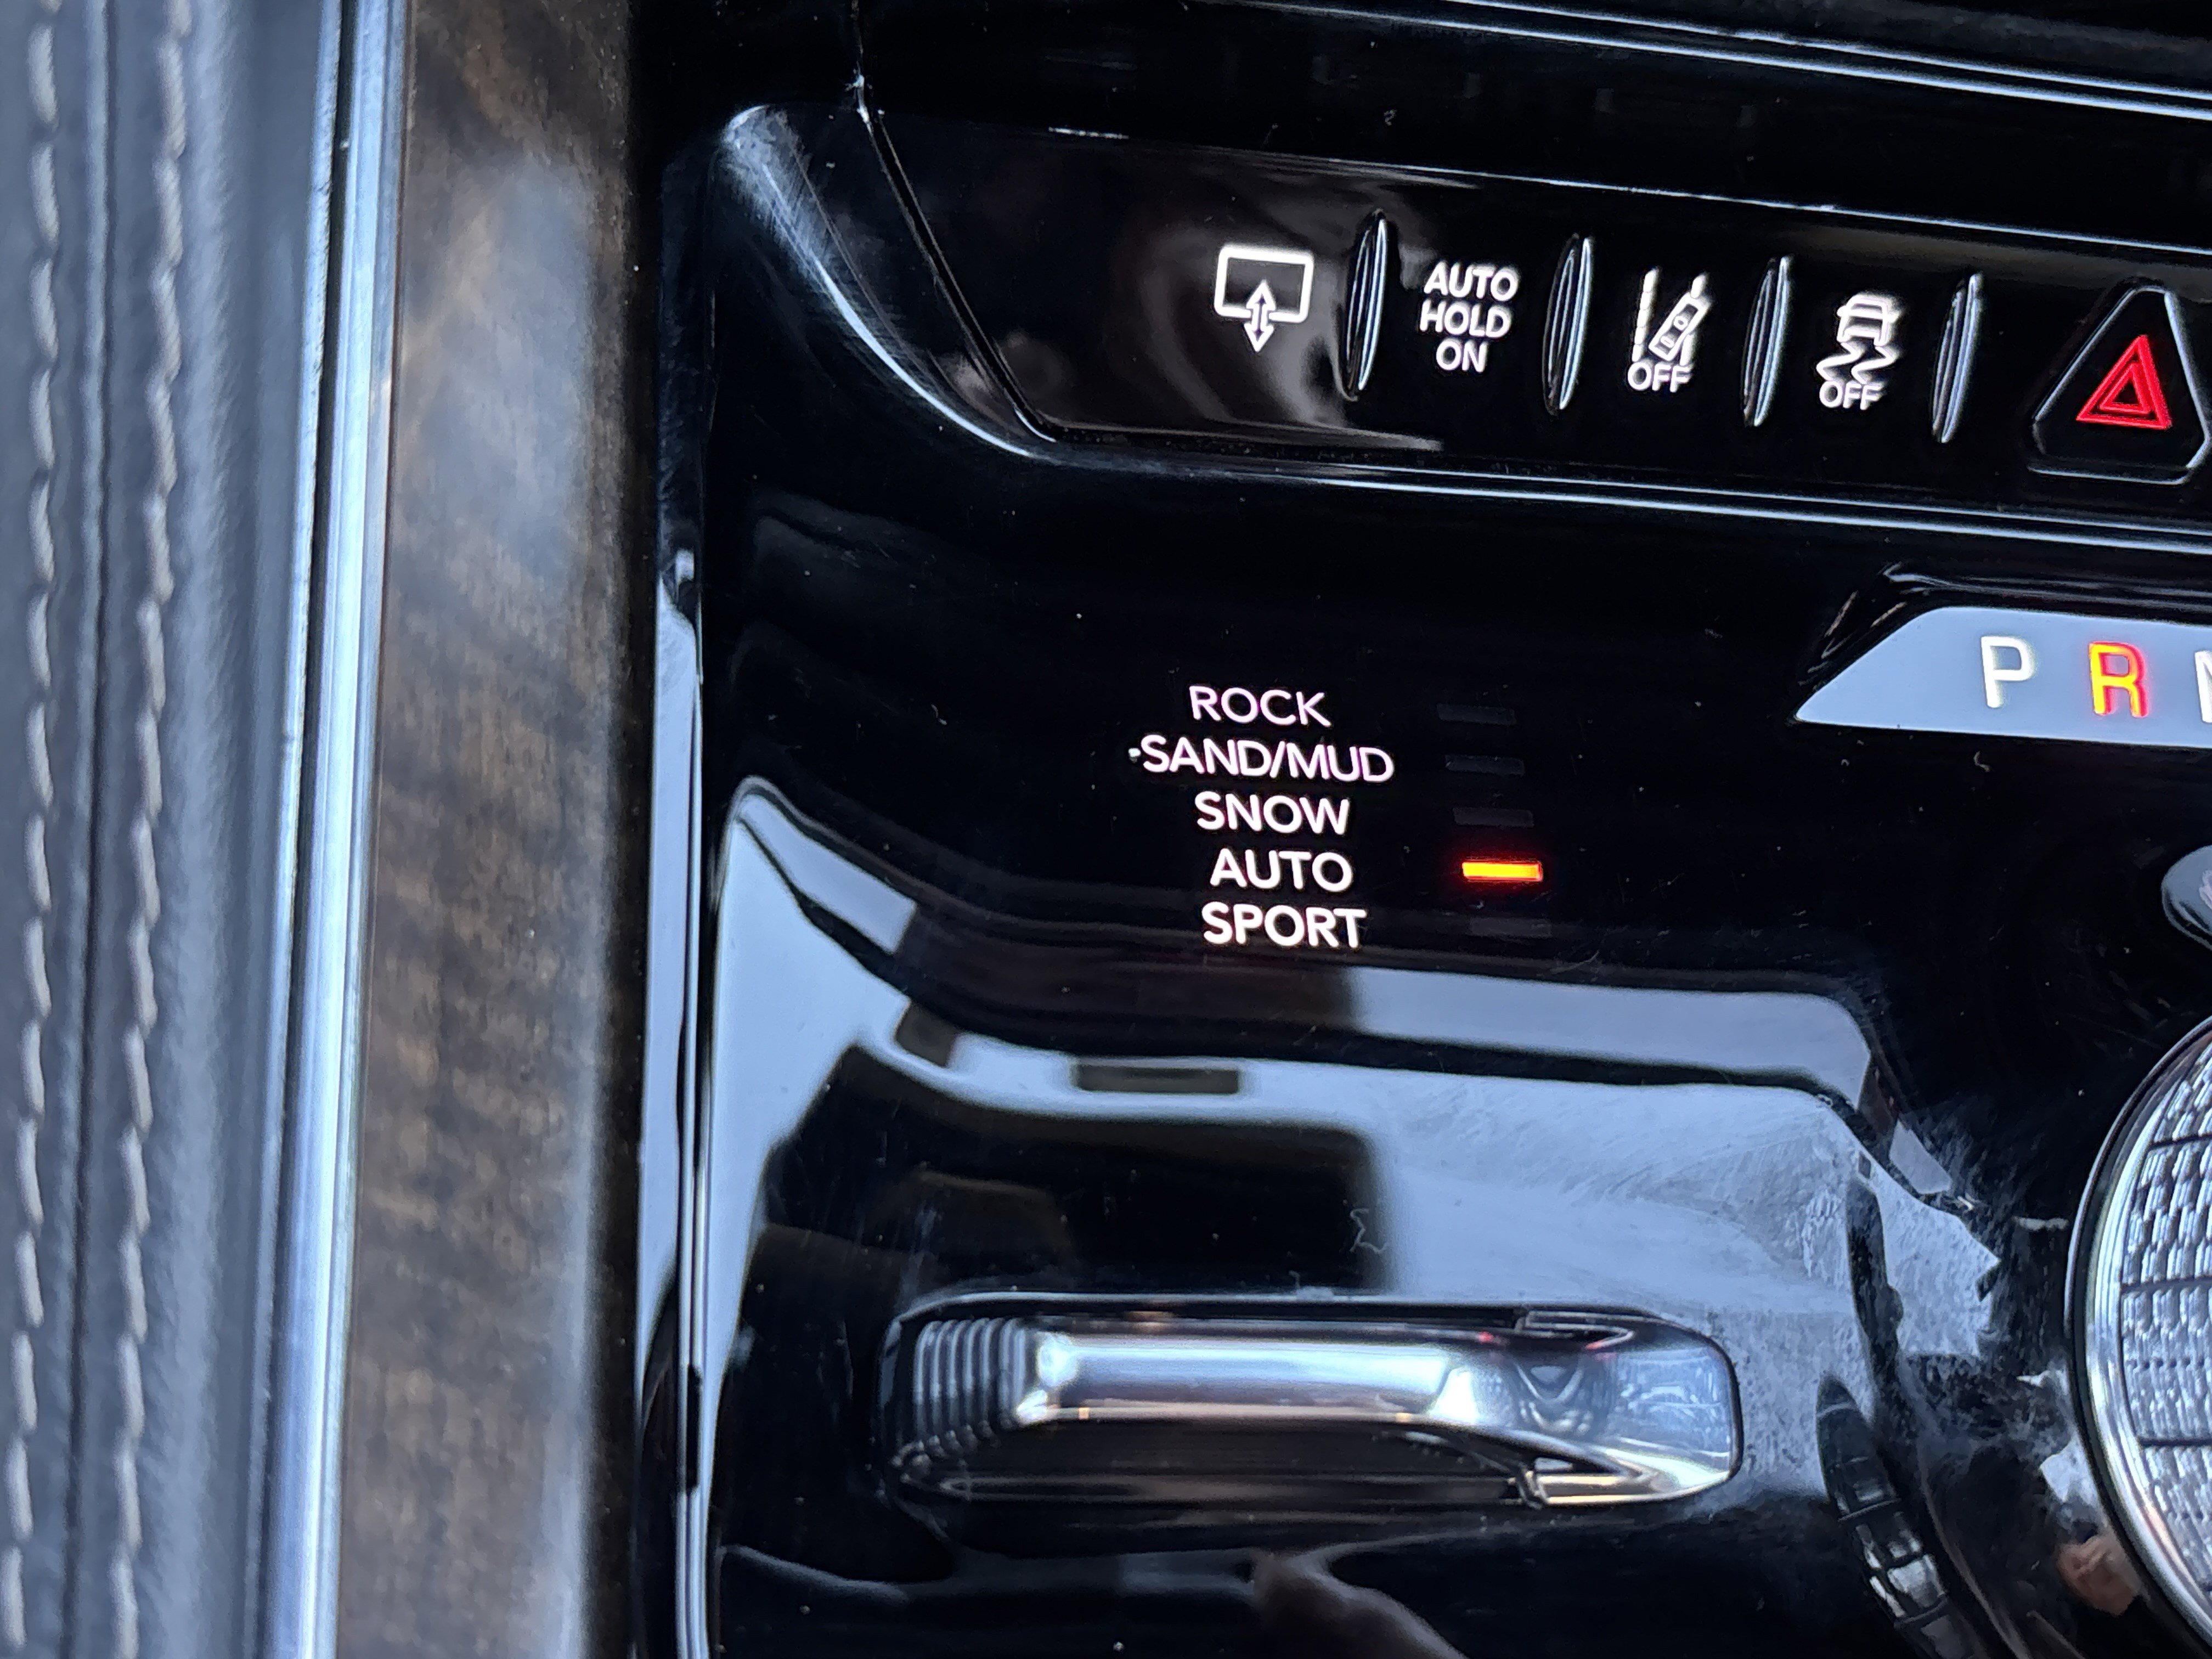 AUTO
HOLD
ON
OFF
OFF
P R
ROCK
SAND/MUD
SNOW
AUTO
SPORT